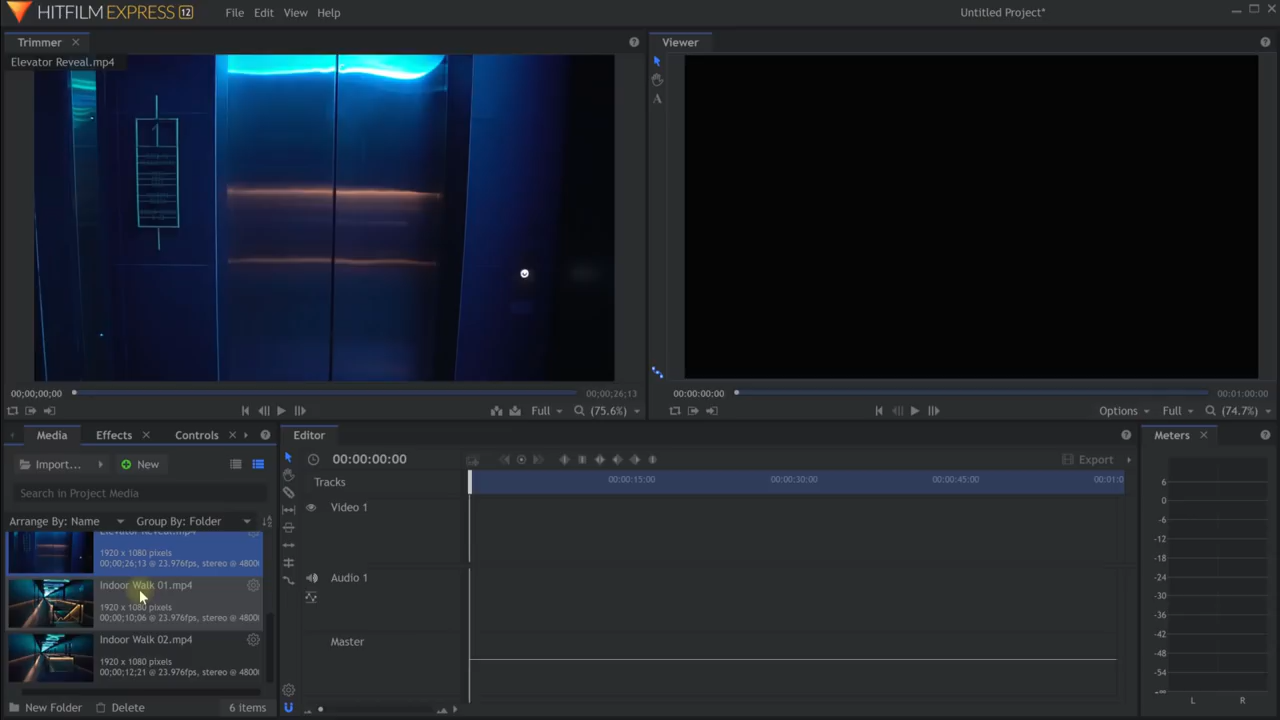 HITFILM EXPRESS 12
File Edit View Help
Untitled Project*
Trimmer
Elevator Reveal.mp4
00;00;00;00
00;00;26;13
Full
(75.6%)
Viewer
A
00:00:00:00
00:01:00:00
Options
Full
(74.7%)
Media
Effects
Controls
Import...
New
Search in Project Media
Arrange By: Name
Group By: Folder
Elevator Reveal.mp4
1920 x 1080 pixels
00;00;26;13 @ 23.976fps, stereo @ 4800
Indoor Walk 01.mp4
1920 x 1080 pixels
00;00;10;06 @ 23.976fps, stereo @ 4800
Indoor Walk 02.mp4
1920 x 1080 pixels
00;00;12;21 @ 23.976fps, stereo @ 4800
New Folder
Delete
6 items
Editor
00:00:00:00
Export
Tracks
00:00:15:00
00:00:30:00
00:00:45:00
00:01:0
Video 1
Audio 1
Master
Meters
6
0
-6
-12
-18
-24
-30
-36
-42
-48
-54
-∞
L R